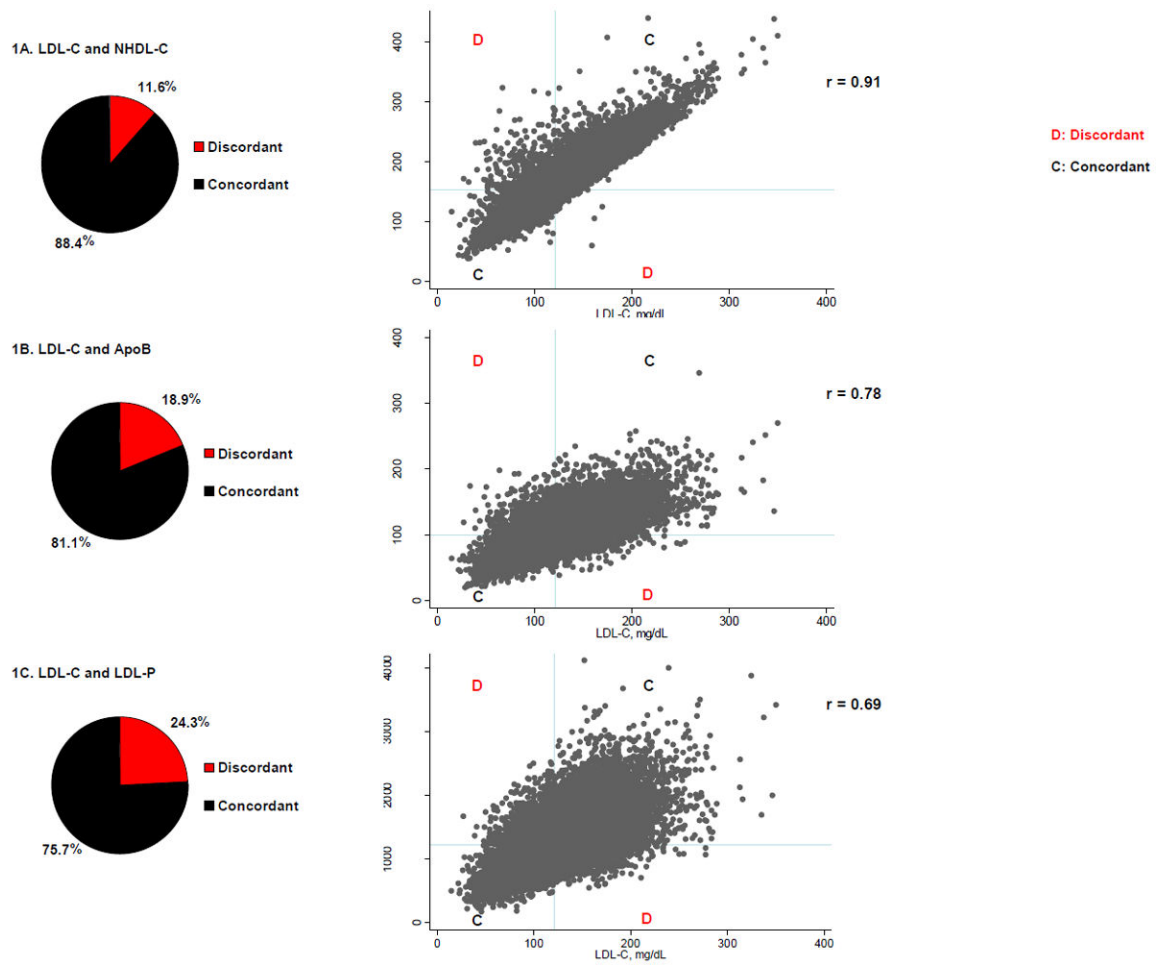 1A. LDL-C and NHDL-C
11.6%
88.4%
Discordant
Concordant
400
300
200
100
0
D
C
C
D
0 100 200 300 400
LDL-C, mg/dL
r = 0.91
D: Discordant
C: Concordant
1B. LDL-C and ApoB
18.9%
81.1%
Discordant
Concordant
400
300
200
100
0
D
C
C
D
0 100 200 300 400
LDL-C, mg/dL
r = 0.78
1C. LDL-C and LDL-P
24.3%
75.7%
Discordant
Concordant
4000
3000
2000
1000
0
D
C
C
D
0 100 200 300 400
LDL-C, mg/dL
r = 0.69